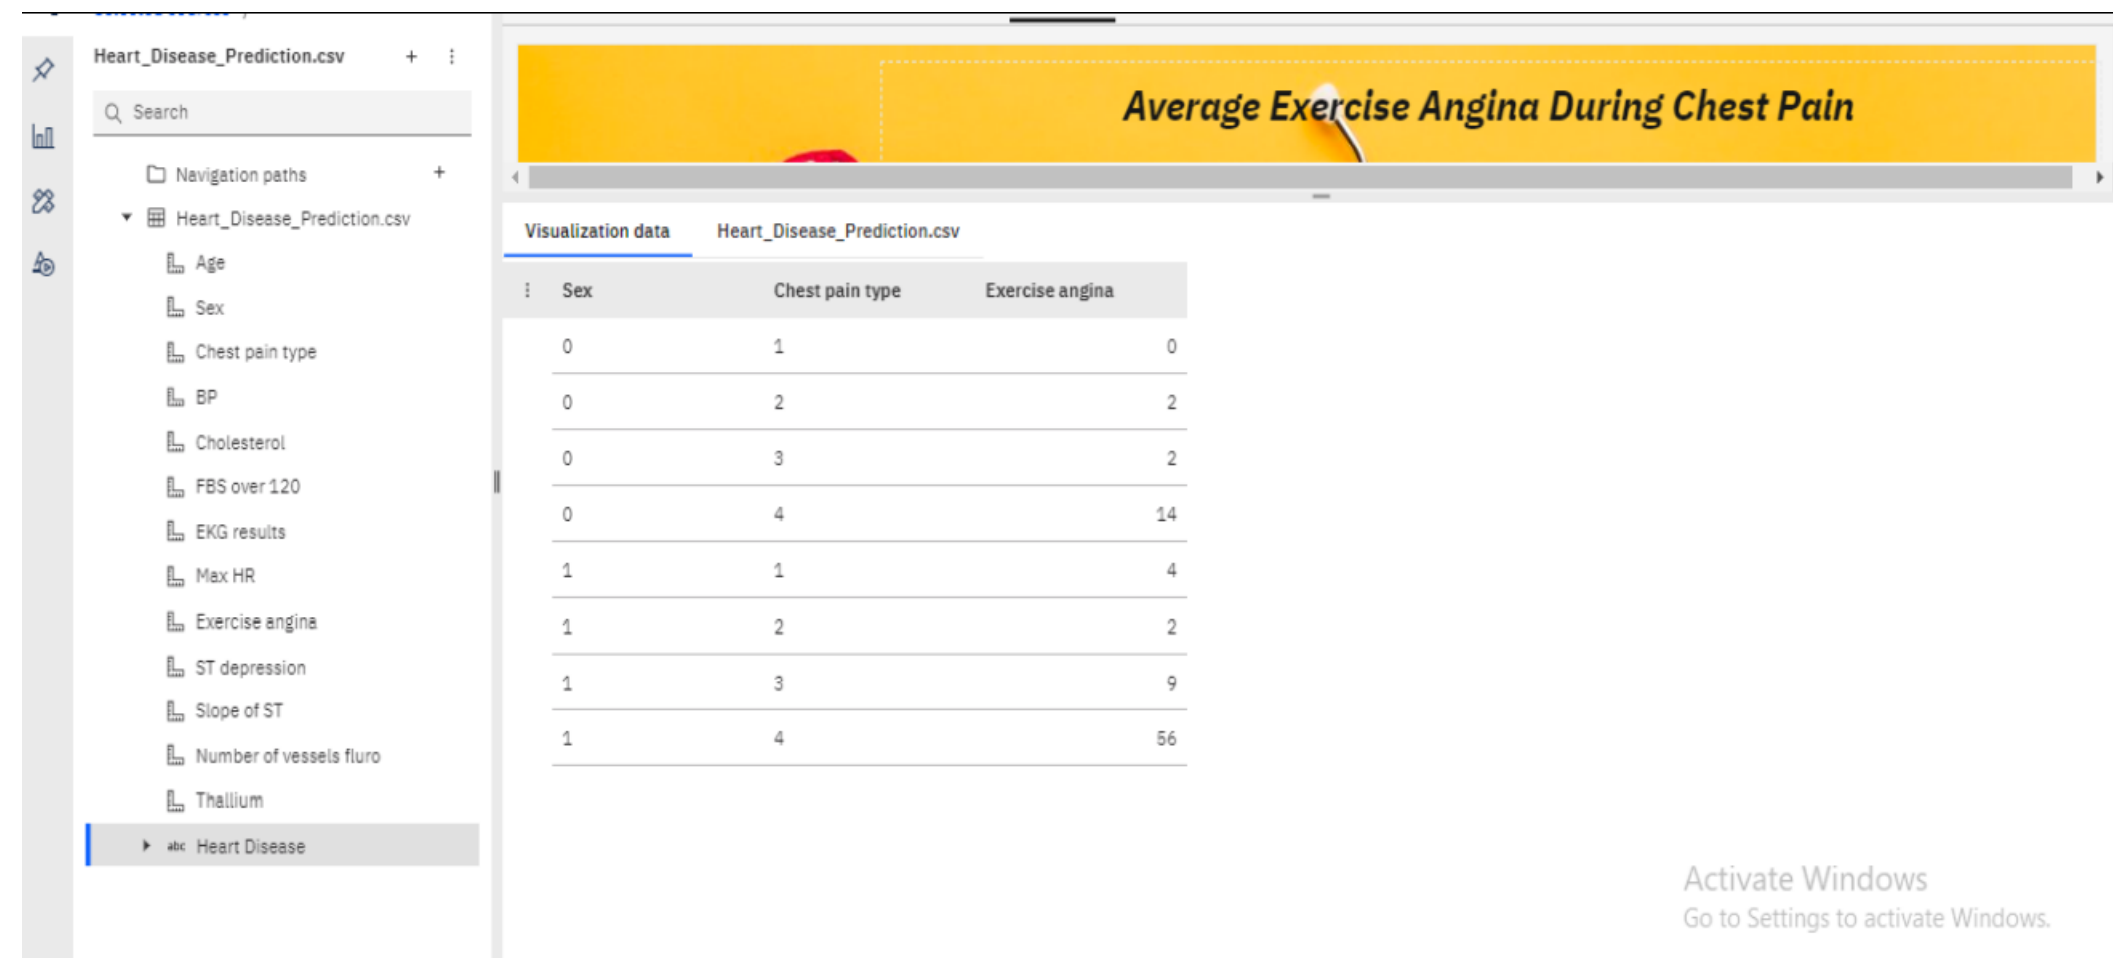 Heart_Disease_Prediction.csv + ⋮
Search
Navigation paths +
Heart_Disease_Prediction.csv
Age
Sex
Chest pain type
BP
Cholesterol
FBS over 120
EKG results
Max HR
Exercise angina
ST depression
Slope of ST
Number of vessels fluro
Thallium
abc Heart Disease
Average Exercise Angina During Chest Pain
Visualization data Heart_Disease_Prediction.csv
⋮ Sex Chest pain type Exercise angina
0 1 0
0 2 2
0 3 2
0 4 14
1 1 4
1 2 2
1 3 9
1 4 56
Activate Windows
Go to Settings to activate Windows.